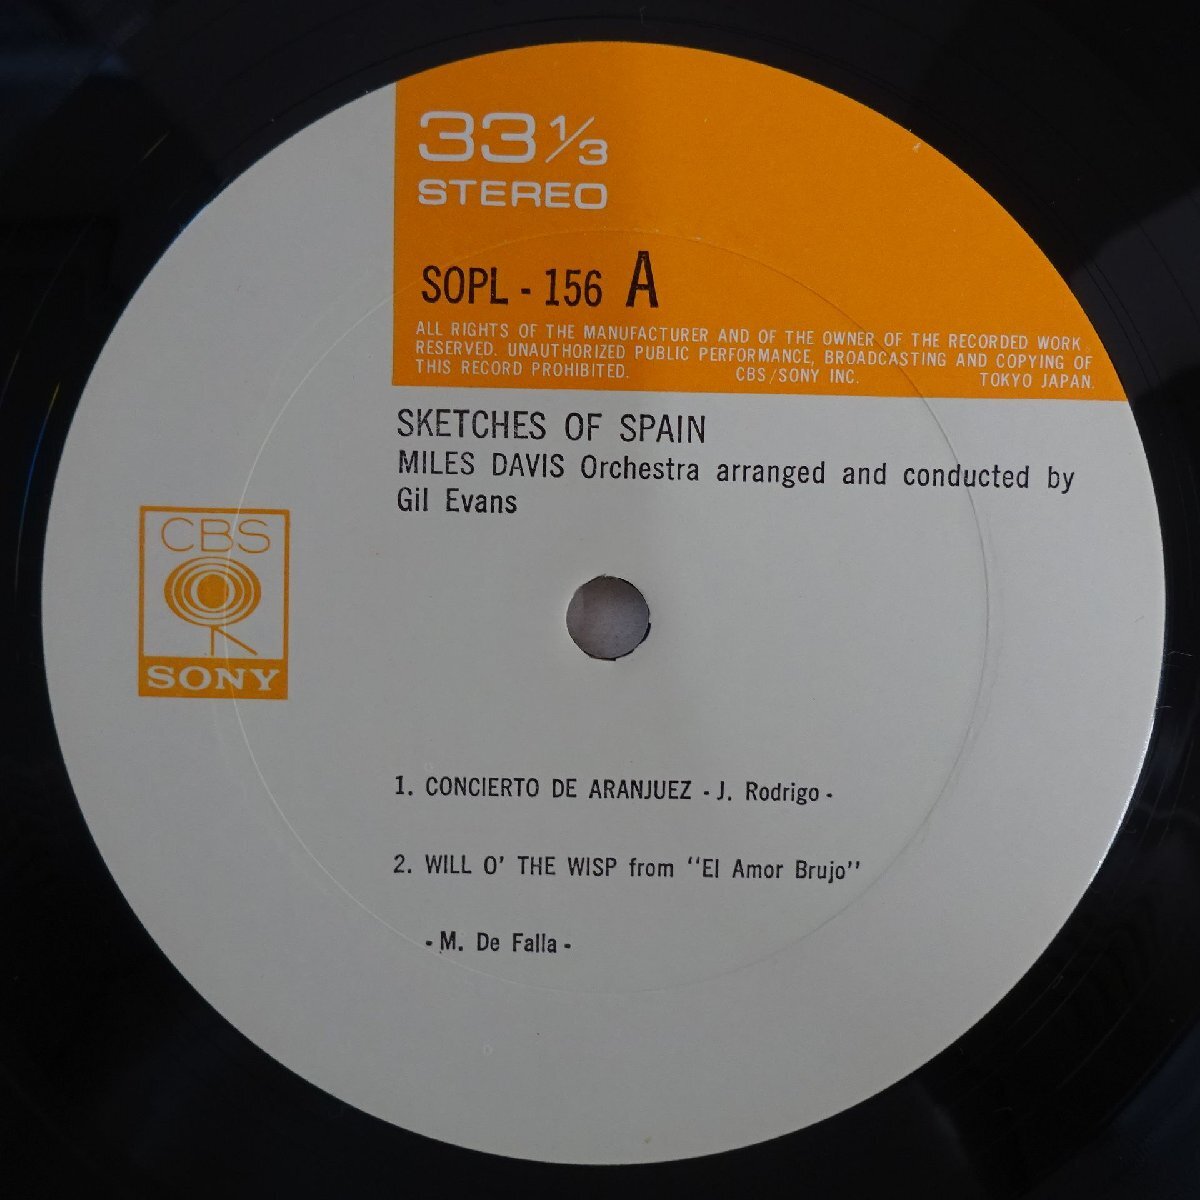 33 1/3
STEREO
SOPL - 156 A
ALL RIGHTS OF THE MANUFACTURER AND OF THE OWNER OF THE RECORDED WORK
RESERVED. UNAUTHORIZED PUBLIC PERFORMANCE, BROADCASTING AND COPYING OF
THIS RECORD PROHIBITED. CBS/SONY INC. TOKYO JAPAN.
SKETCHES OF SPAIN
MILES DAVIS Orchestra arranged and conducted by
Gil Evans
CBS
SONY
1. CONCIERTO DE ARANJUEZ - J. Rodrigo -
2. WILL O' THE WISP from "El Amor Brujo"
- M. De Falla -